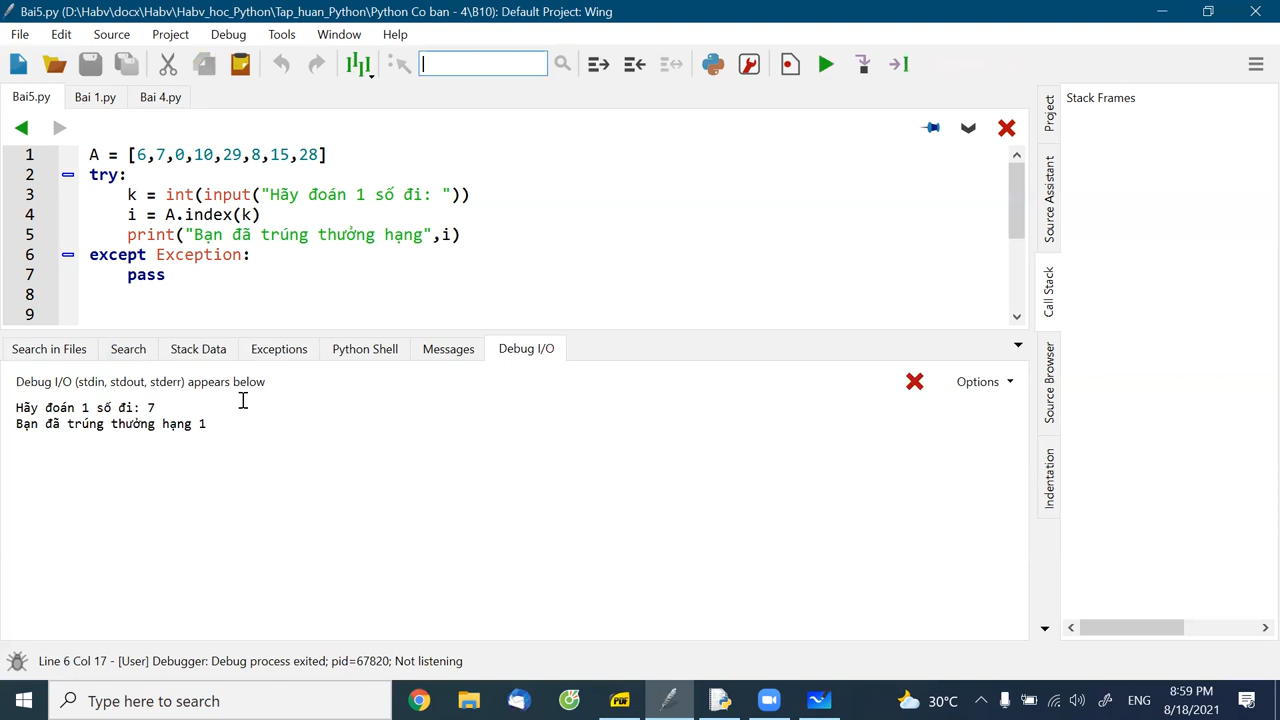 Bai5.py (D:\Habv\docx\Habv\Habv_hoc_Python\Tap_huan_Python\Python Co ban - 4\B10): Default Project: Wing
File Edit Source Project Debug Tools Window Help
Bai5.py Bai 1.py Bai 4.py
1 A = [6,7,0,10,29,8,15,28]
2 try:
3 k = int(input("Hãy đoán 1 số đi: "))
4 i = A.index(k)
5 print("Bạn đã trúng thưởng hạng",i)
6 except Exception:
7 pass
8
9
Search in Files Search Stack Data Exceptions Python Shell Messages Debug I/O
Debug I/O (stdin, stdout, stderr) appears below
Options
Hãy đoán 1 số đi: 7
Bạn đã trúng thưởng hạng 1
Project
Source Assistant
Call Stack
Source Browser
Indentation
Stack Frames
Line 6 Col 17 - [User] Debugger: Debug process exited; pid=67820; Not listening
Type here to search
PDF
30°C
ENG
8:59 PM
8/18/2021